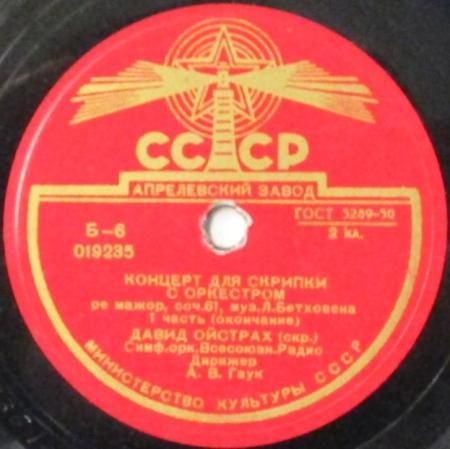 СССР
АПРЕЛЕВСКИЙ ЗАВОД
ГОСТ 5289-50
Б-6
2 кл.
019235
КОНЦЕРТ ДЛЯ СКРИПКИ
С ОРКЕСТРОМ
ре мажор, соч.61, муз.Л.Бетховена
1 часть (окончание)
ДАВИД ОЙСТРАХ (скр.)
Симф.орк.Всесоюзн.Радио
Дирижер
А. В. Гаук
МИНИСТЕРСТВО КУЛЬТУРЫ СССР